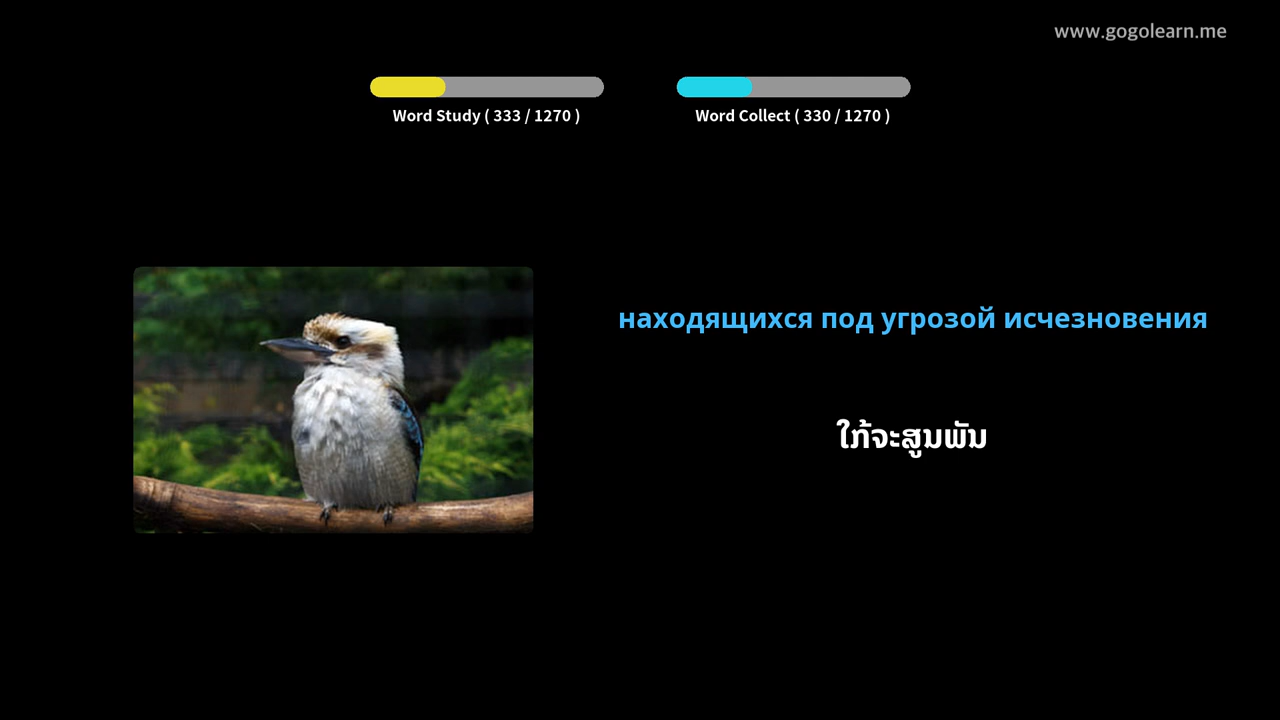 www.gogolearn.me
Word Study ( 333 / 1270 )
Word Collect ( 330 / 1270 )
находящихся под угрозой исчезновения
ໃກ້ຈະສູນພັນ